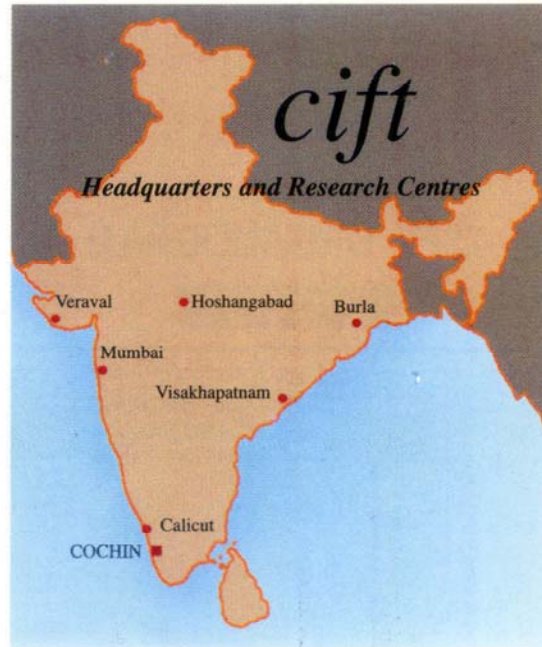 cift
Headquarters and Research Centres
Veraval
Hoshangabad
Burla
Mumbai
Visakhapatnam
Calicut
COCHIN